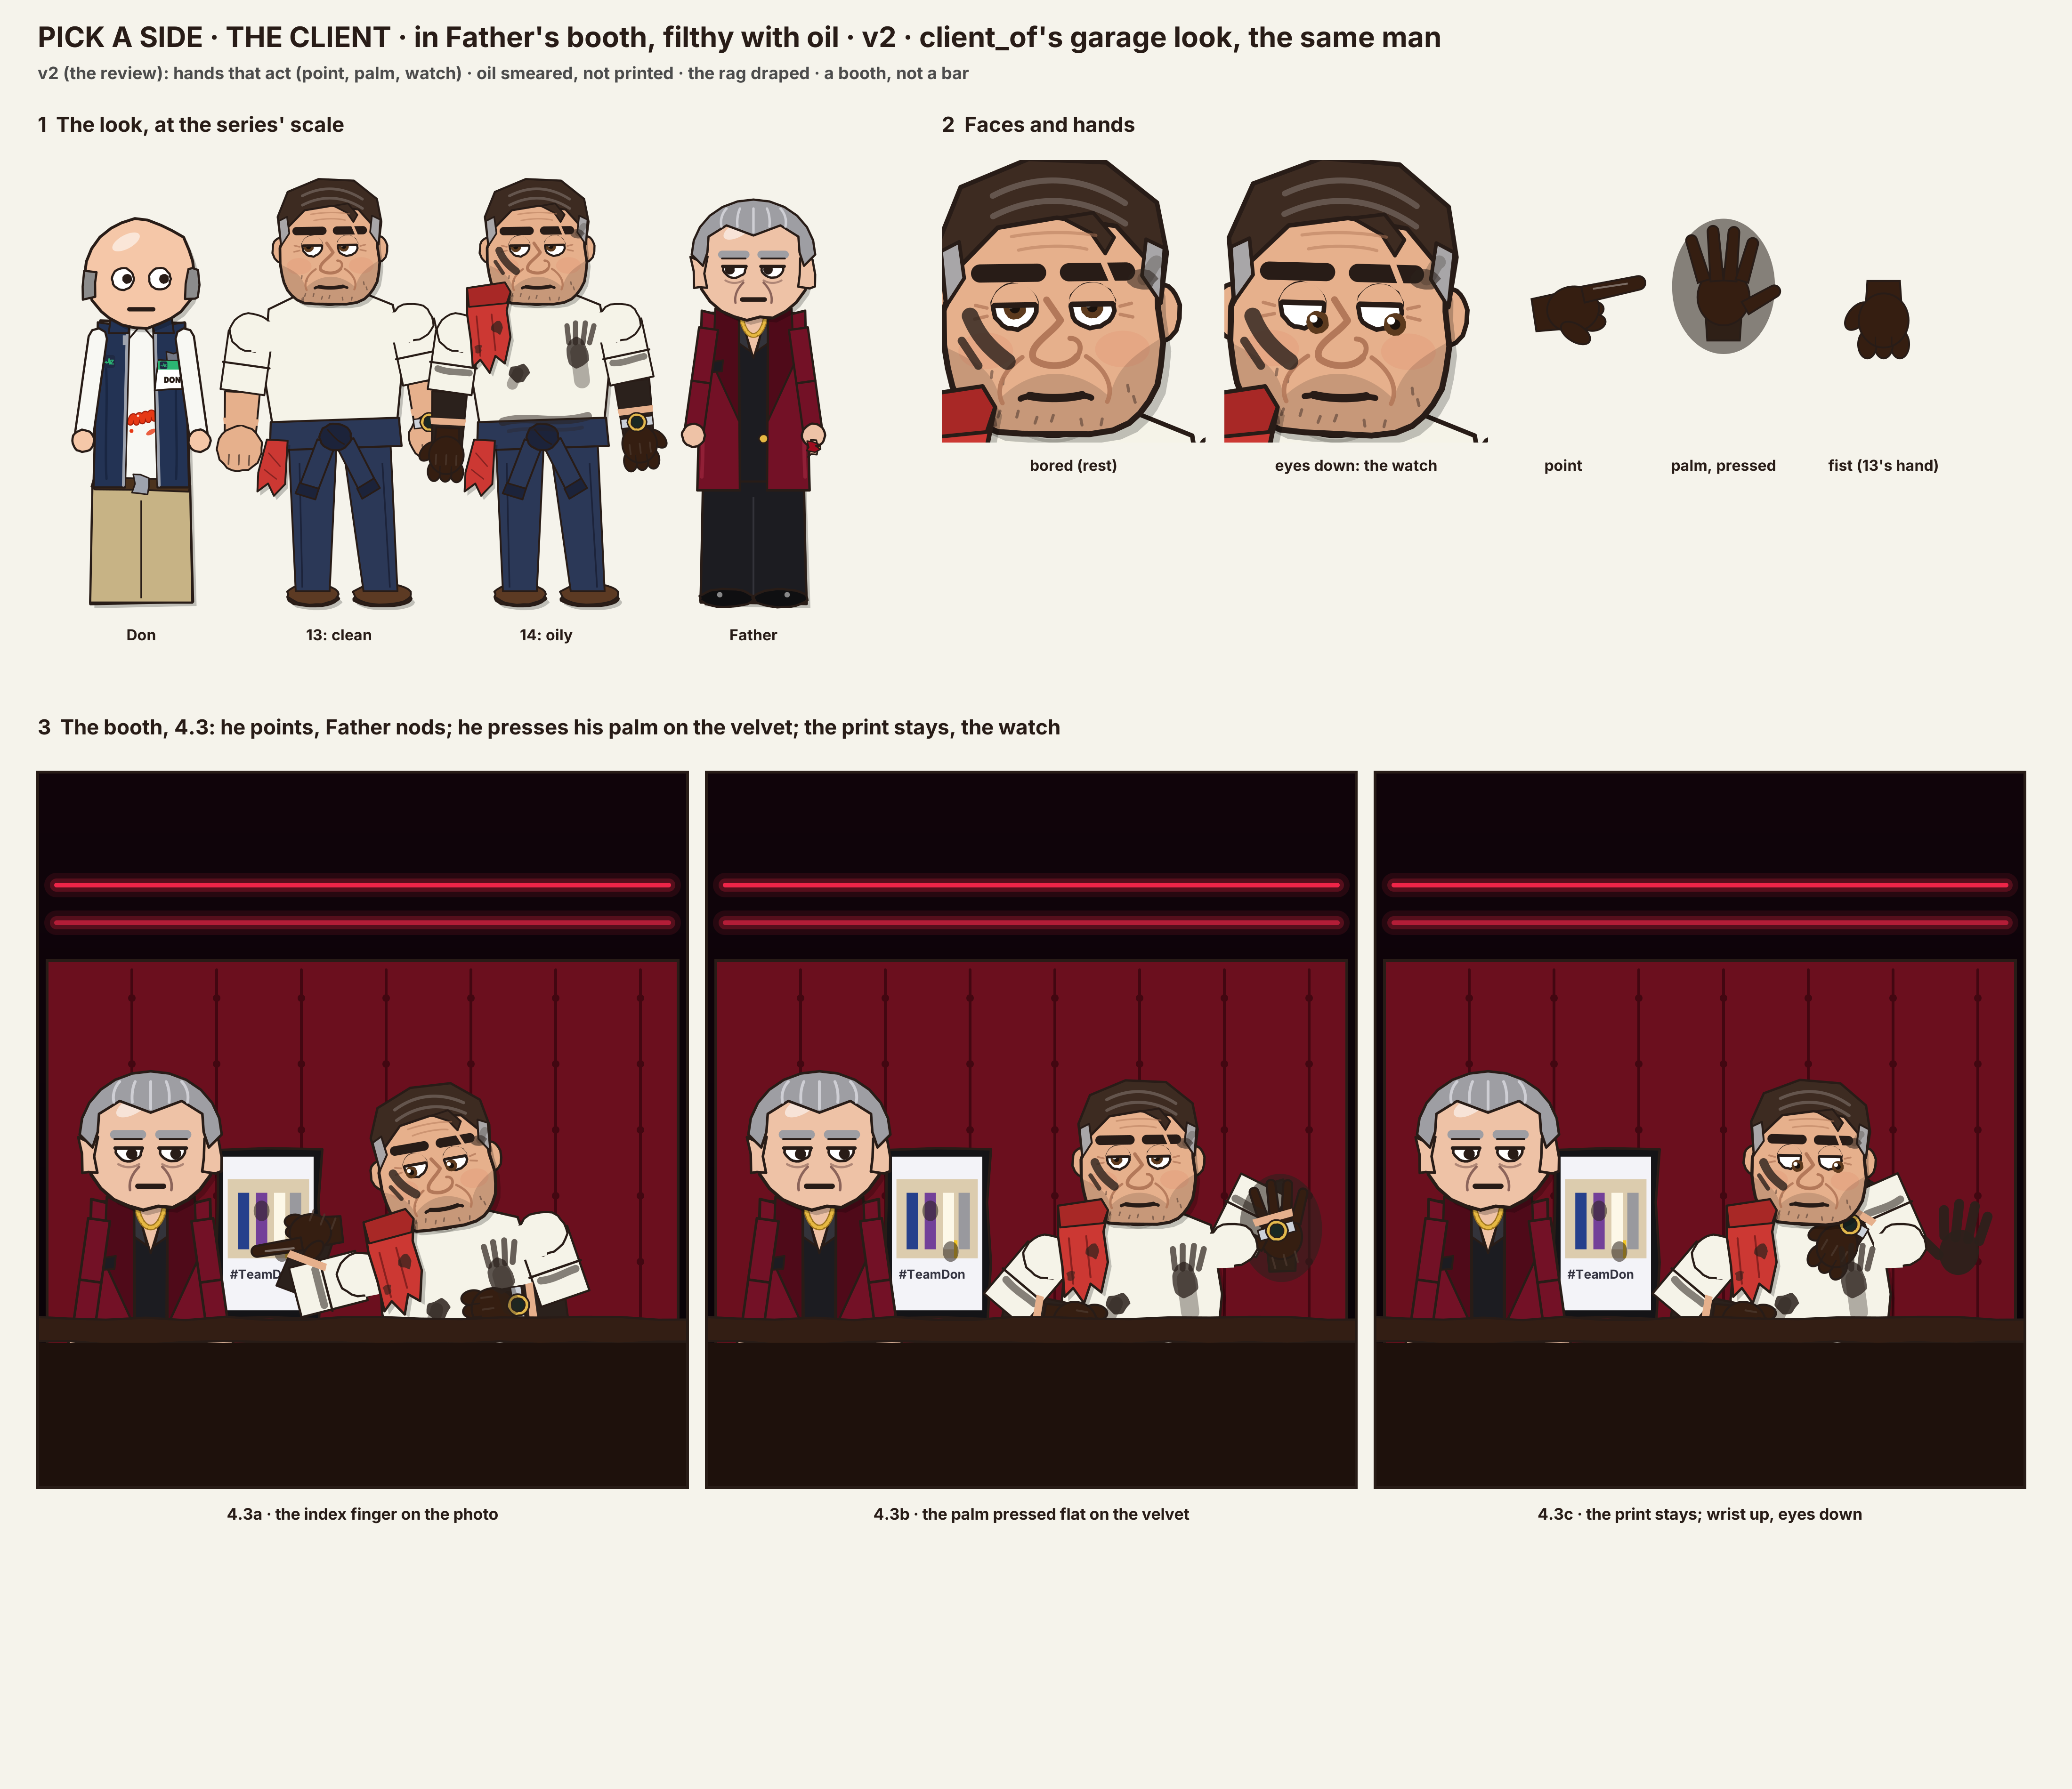 PICK A SIDE · THE CLIENT · in Father's booth, filthy with oil · v2 · client_of's garage look, the same man
v2 (the review): hands that act (point, palm, watch) · oil smeared, not printed · the rag draped · a booth, not a bar
1 The look, at the series' scale
2 Faces and hands
DON
bored (rest)
eyes down: the watch
point
palm, pressed
fist (13's hand)
Don
13: clean
14: oily
Father
3 The booth, 4.3: he points, Father nods; he presses his palm on the velvet; the print stays, the watch
#TeamD
#TeamDon
#TeamDon
4.3a · the index finger on the photo
4.3b · the palm pressed flat on the velvet
4.3c · the print stays; wrist up, eyes down